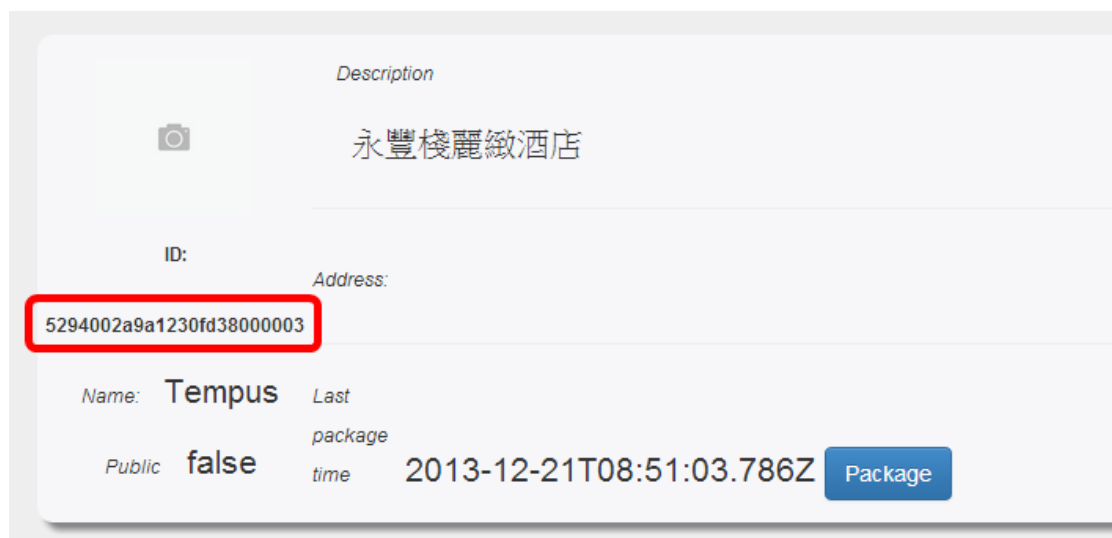 Description
永豐棧麗緻酒店
ID:
Address:
5294002a9a1230fd38000003
Name: Tempus
Last package time 2013-12-21T08:51:03.786Z Package
Public false